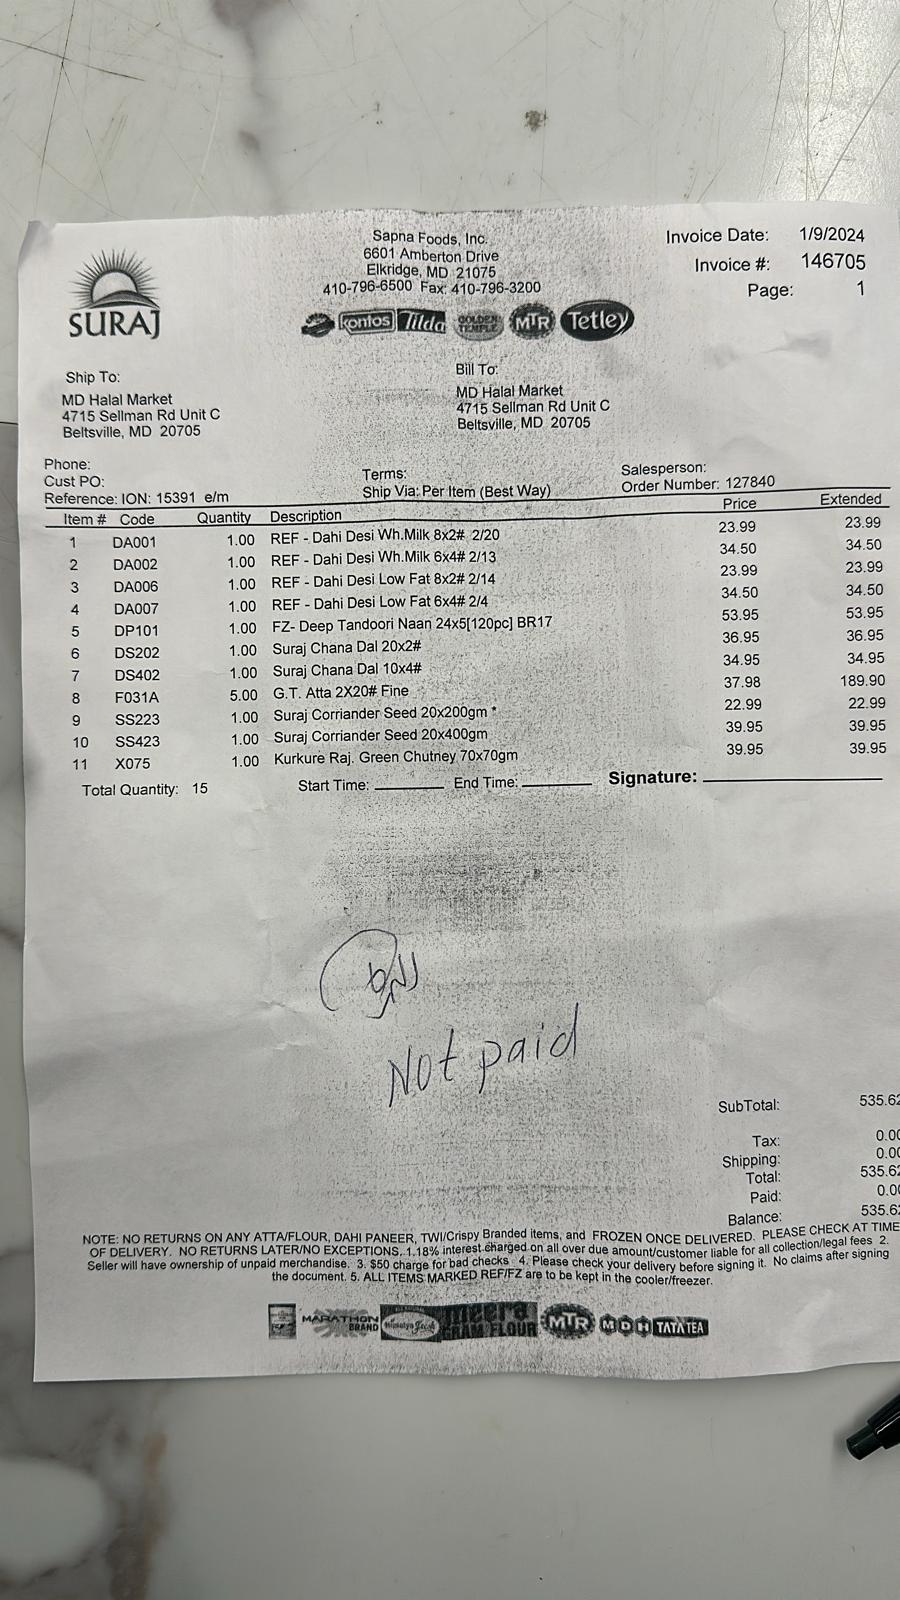 Sapna Foods, Inc.
6601 Amberton Drive
Elkridge, MD 21075
410-796-6500 Fax: 410-796-3200
Invoice Date: 1/9/2024
Invoice #: 146705
Page: 1
SURAJ
kontos Tilda GOLDEN TEMPLE MTR Tetley
Ship To:
MD Halal Market
4715 Sellman Rd Unit C
Beltsville, MD 20705
Bill To:
MD Halal Market
4715 Sellman Rd Unit C
Beltsville, MD 20705
Phone:
Cust PO:
Reference: ION: 15391 e/m
Terms:
Ship Via: Per Item (Best Way)
Salesperson:
Order Number: 127840
Item # Code Quantity Description Price Extended
1 DA001 1.00 REF - Dahi Desi Wh.Milk 8x2# 2/20 23.99 23.99
2 DA002 1.00 REF - Dahi Desi Wh.Milk 6x4# 2/13 34.50 34.50
3 DA006 1.00 REF - Dahi Desi Low Fat 8x2# 2/14 23.99 23.99
4 DA007 1.00 REF - Dahi Desi Low Fat 6x4# 2/4 34.50 34.50
5 DP101 1.00 FZ- Deep Tandoori Naan 24x5[120pc] BR17 53.95 53.95
6 DS202 1.00 Suraj Chana Dal 20x2# 36.95 36.95
7 DS402 1.00 Suraj Chana Dal 10x4# 34.95 34.95
8 F031A 5.00 G.T. Atta 2X20# Fine 37.98 189.90
9 SS223 1.00 Suraj Corriander Seed 20x200gm * 22.99 22.99
10 SS423 1.00 Suraj Corriander Seed 20x400gm 39.95 39.95
11 X075 1.00 Kurkure Raj. Green Chutney 70x70gm 39.95 39.95
Total Quantity: 15 Start Time: End Time: Signature:
Not paid
SubTotal: 535.62
Tax: 0.00
Shipping: 0.00
Total: 535.62
Paid: 0.00
Balance: 535.62
NOTE: NO RETURNS ON ANY ATTA/FLOUR, DAHI PANEER, TWI/Crispy Branded items, and FROZEN ONCE DELIVERED. PLEASE CHECK AT TIME
OF DELIVERY. NO RETURNS LATER/NO EXCEPTIONS, 1.18% interest charged on all over due amount/customer liable for all collection/legal fees 2.
Seller will have ownership of unpaid merchandise. 3. $50 charge for bad checks 4. Please check your delivery before signing it. No claims after signing
the document. 5. ALL ITEMS MARKED REF/FZ are to be kept in the cooler/freezer.
MARATHON BRAND GRAM FLOUR MTR MDH TATA TEA